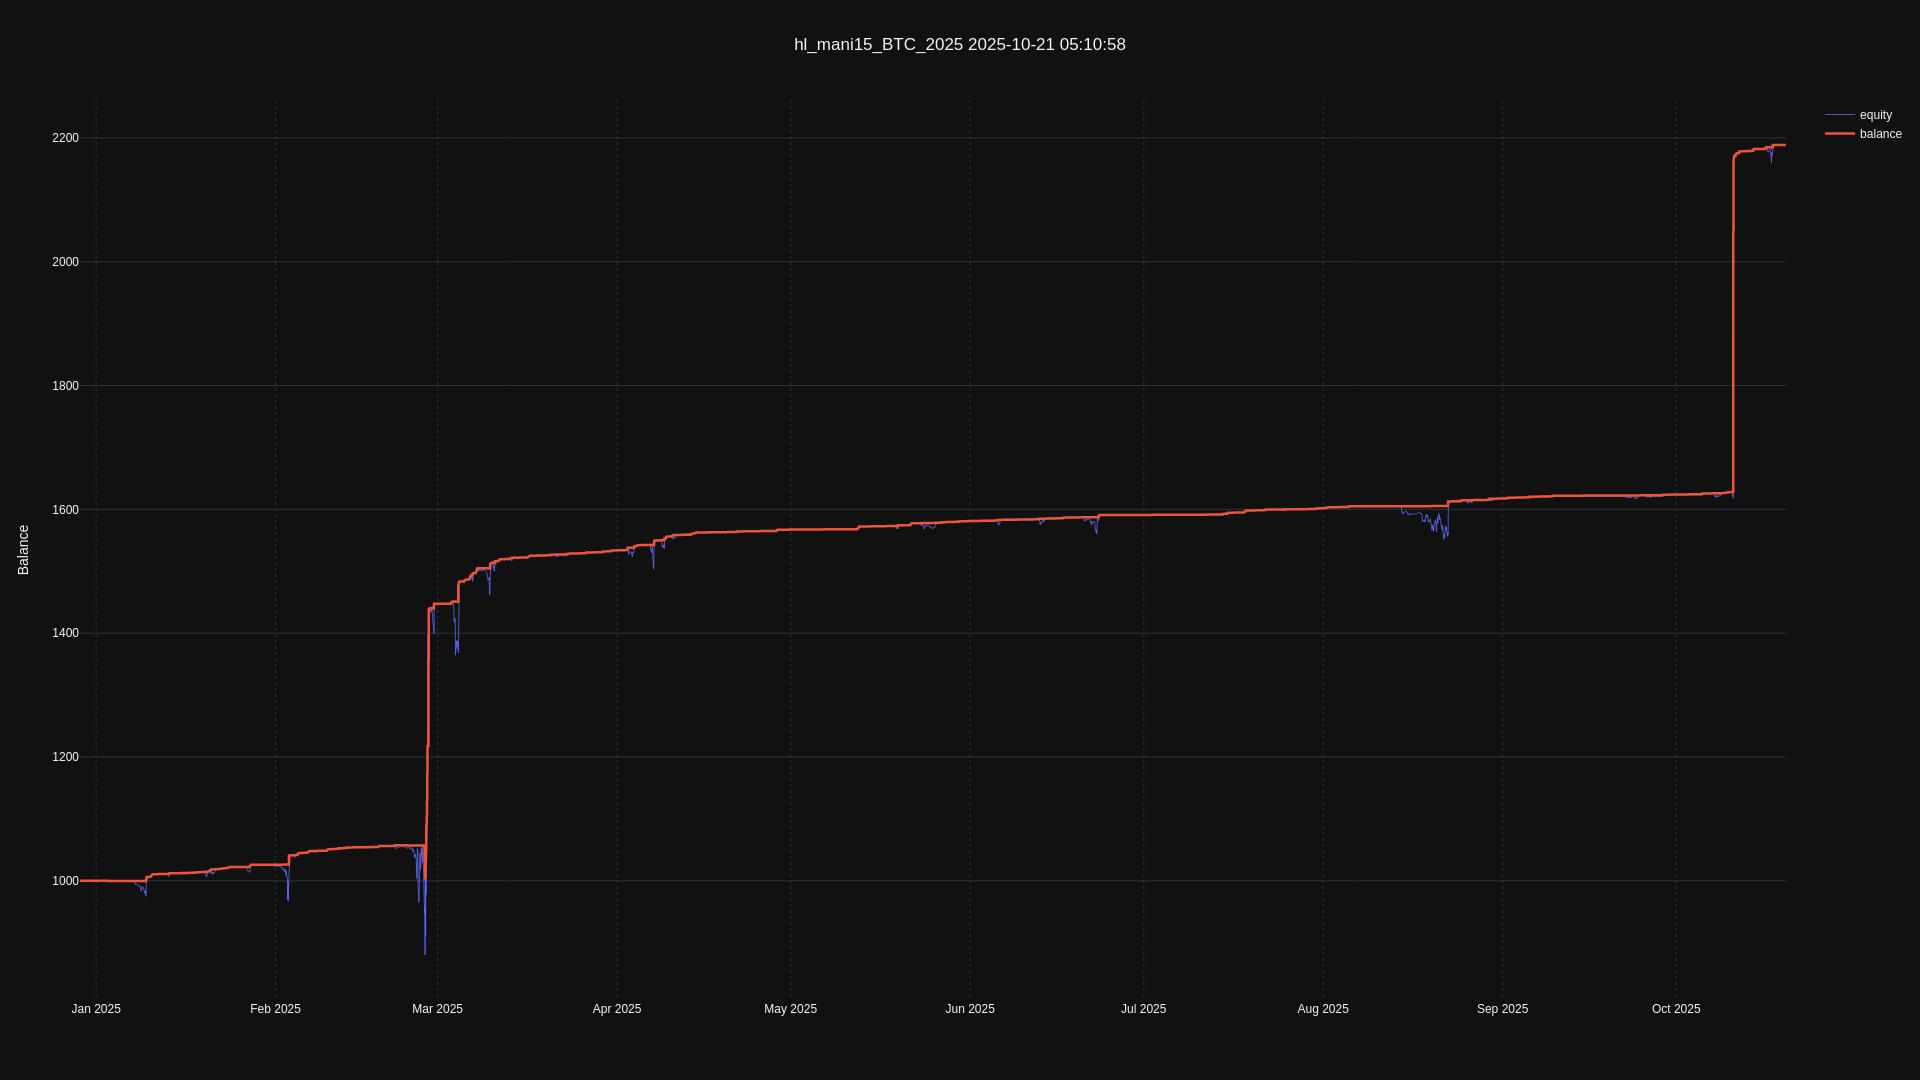 hl_mani15_BTC_2025 2025-10-21 05:10:58
equity
balance
2200
2000
1800
1600
1400
1200
1000
Balance
Jan 2025
Feb 2025
Mar 2025
Apr 2025
May 2025
Jun 2025
Jul 2025
Aug 2025
Sep 2025
Oct 2025